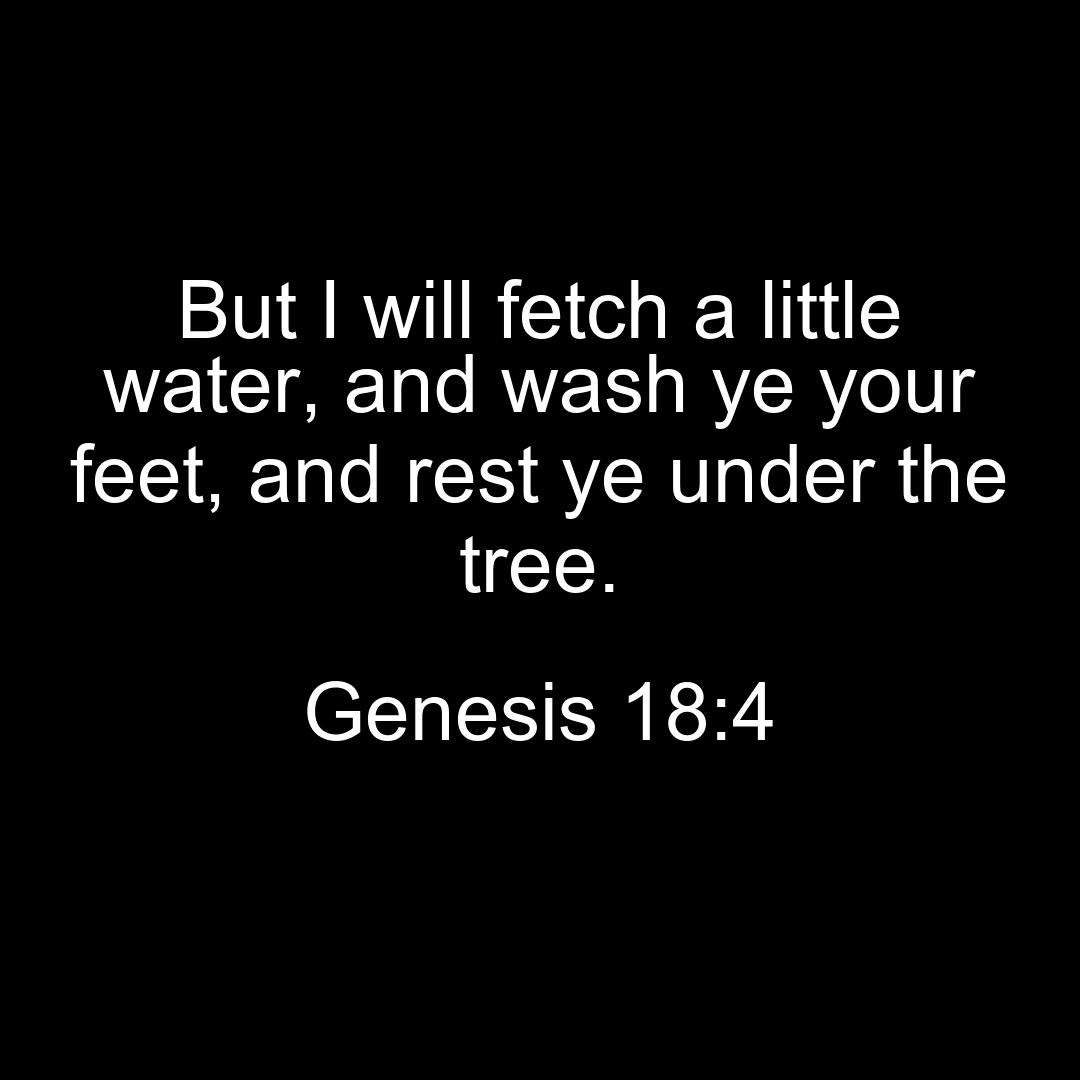 But I will fetch a little
water, and wash ye your
feet, and rest ye under the
tree.
Genesis 18:4